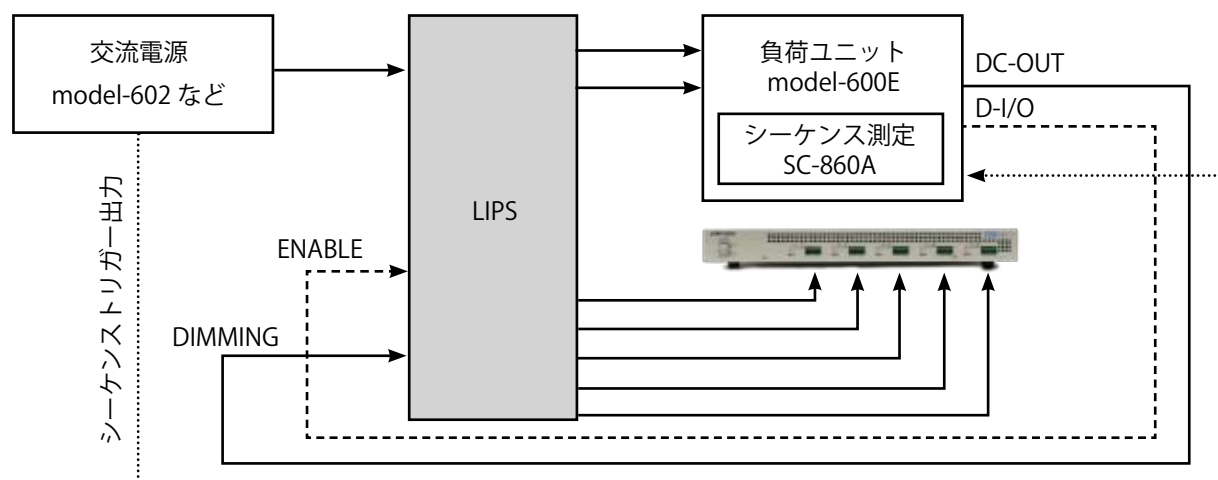 交流電源
model-602 など
LIPS
負荷ユニット
model-600E
シーケンス測定
SC-860A
DC-OUT
D-I/O
シーケンストリガー出力
ENABLE
DIMMING